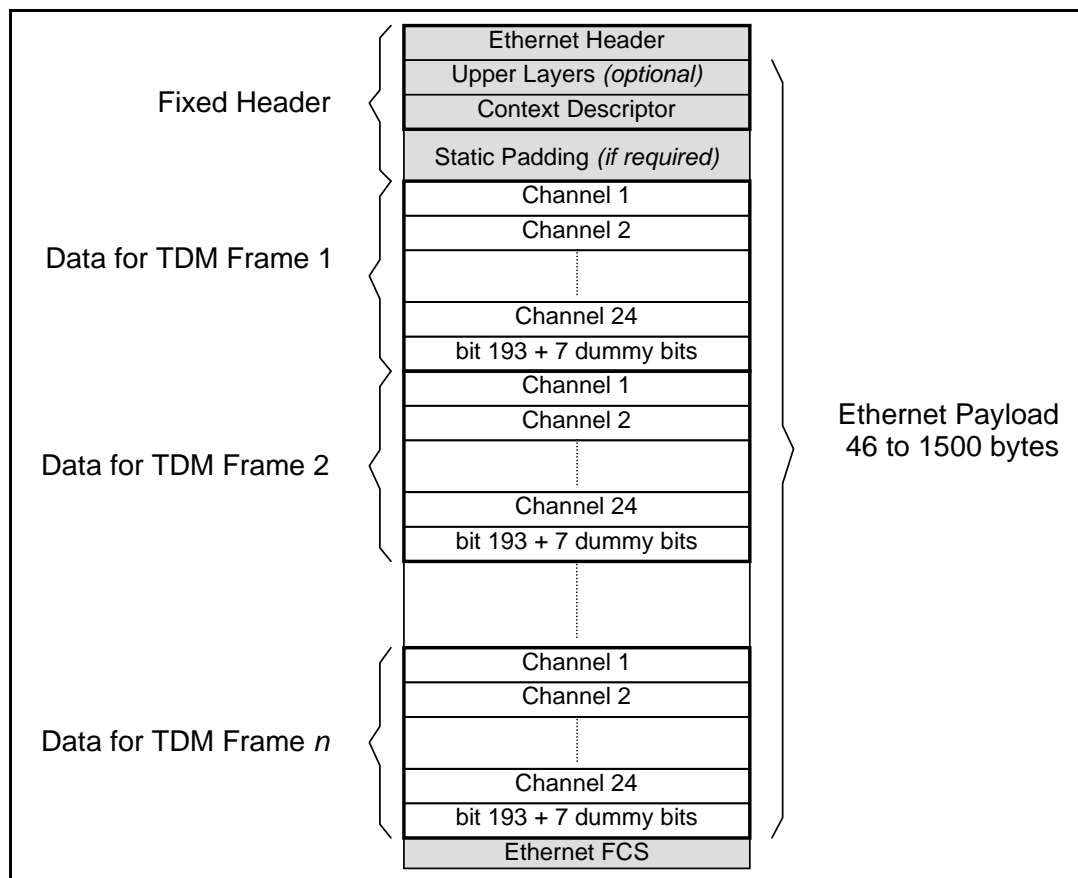 Ethernet Header
Upper Layers (optional)
Fixed Header
Context Descriptor
Static Padding (if required)
Channel 1
Channel 2
Data for TDM Frame 1
Channel 24
bit 193 + 7 dummy bits
Channel 1
Channel 2
Data for TDM Frame 2
Channel 24
bit 193 + 7 dummy bits
Ethernet Payload
46 to 1500 bytes
Channel 1
Channel 2
Data for TDM Frame n
Channel 24
bit 193 + 7 dummy bits
Ethernet FCS